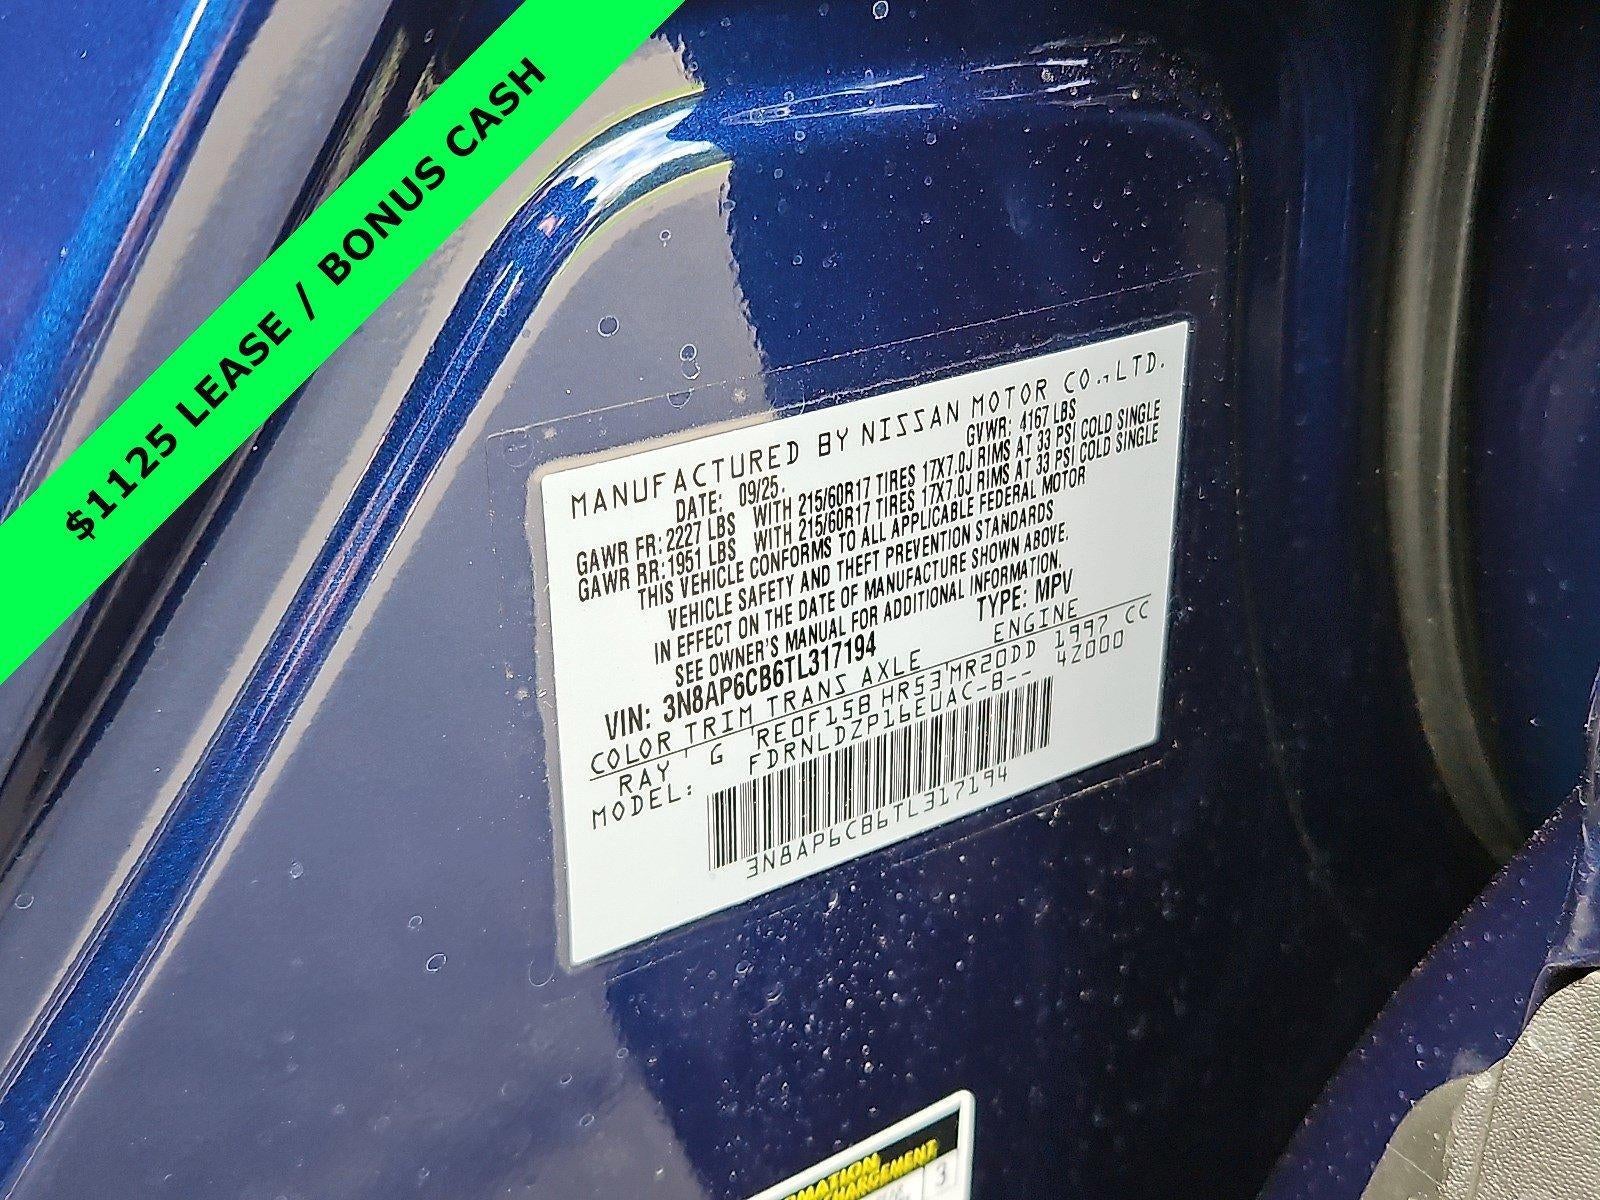 $1125 LEASE / BONUS CASH
MANUFACTURED BY NISSAN MOTOR CO., LTD.
DATE: 09/25. GVWR: 4167 LBS
GAWR FR: 2227 LBS WITH 215/60R17 TIRES 17X7.0J RIMS AT 33 PSI COLD SINGLE
GAWR RR: 1951 LBS WITH 215/60R17 TIRES 17X7.0J RIMS AT 33 PSI COLD SINGLE
THIS VEHICLE CONFORMS TO ALL APPLICABLE FEDERAL MOTOR
VEHICLE SAFETY AND THEFT PREVENTION STANDARDS
IN EFFECT ON THE DATE OF MANUFACTURE SHOWN ABOVE.
SEE OWNER'S MANUAL FOR ADDITIONAL INFORMATION.
VIN: 3N8AP6CB6TL317194 TYPE: MPV
COLOR TRIM TRANS AXLE ENGINE
RAY G RE0F15B HR53 MR20DD 1997 CC
MODEL: FDRNLDZP16EUAC-B-- 4Z000
3N8AP6CB6TL317194
3